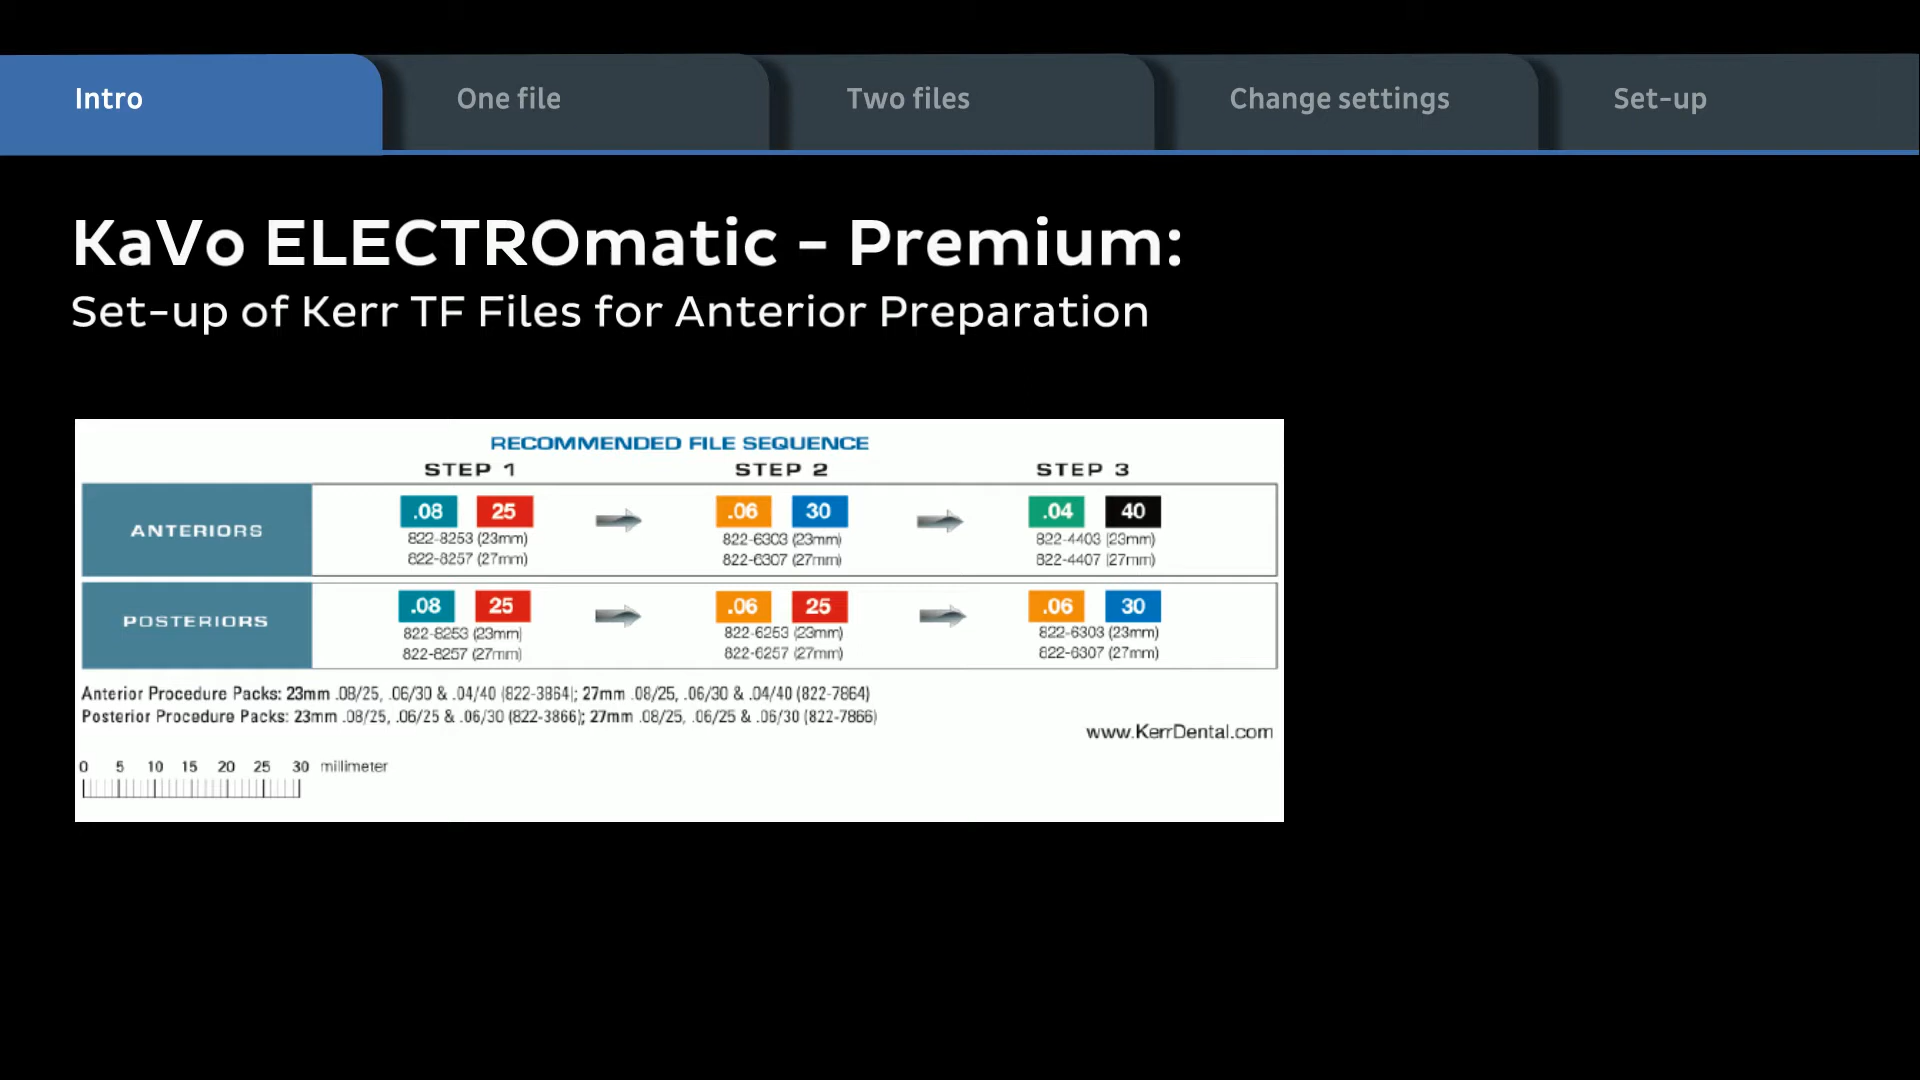 Intro
One file
Two files
Change settings
Set-up
KaVo ELECTROmatic - Premium:
Set-up of Kerr TF Files for Anterior Preparation
RECOMMENDED FILE SEQUENCE
STEP 1 STEP 2 STEP 3
ANTERIORS
.08 25 .06 30 .04 40
822-8253 (23mm) 822-6303 (23mm) 822-4403 (23mm)
822-8257 (27mm) 822-6307 (27mm) 822-4407 (27mm)
POSTERIORS
.08 25 .06 25 .06 30
822-8253 (23mm) 822-6253 (23mm) 822-6303 (23mm)
822-8257 (27mm) 822-6257 (27mm) 822-6307 (27mm)
Anterior Procedure Packs: 23mm .08/25, .06/30 & .04/40 (822-3864); 27mm .08/25, .06/30 & .04/40 (822-7864)
Posterior Procedure Packs: 23mm .08/25, .06/25 & .06/30 (822-3866); 27mm .08/25, .06/25 & .06/30 (822-7866)
www.KerrDental.com
0 5 10 15 20 25 30 millimeter